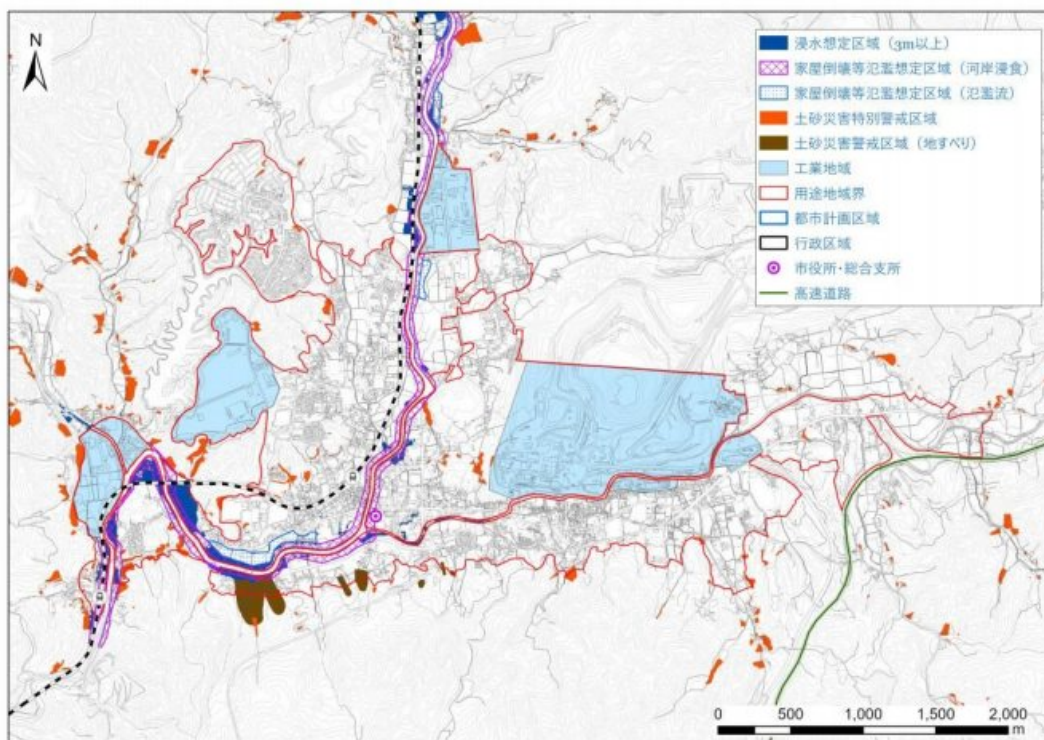 N
浸水想定区域（3m以上）
家屋倒壊等氾濫想定区域（河岸浸食）
家屋倒壊等氾濫想定区域（氾濫流）
土砂災害特別警戒区域
土砂災害警戒区域（地すべり）
工業地域
用途地域界
都市計画区域
行政区域
市役所・総合支所
高速道路
0 500 1,000 1,500 2,000
m